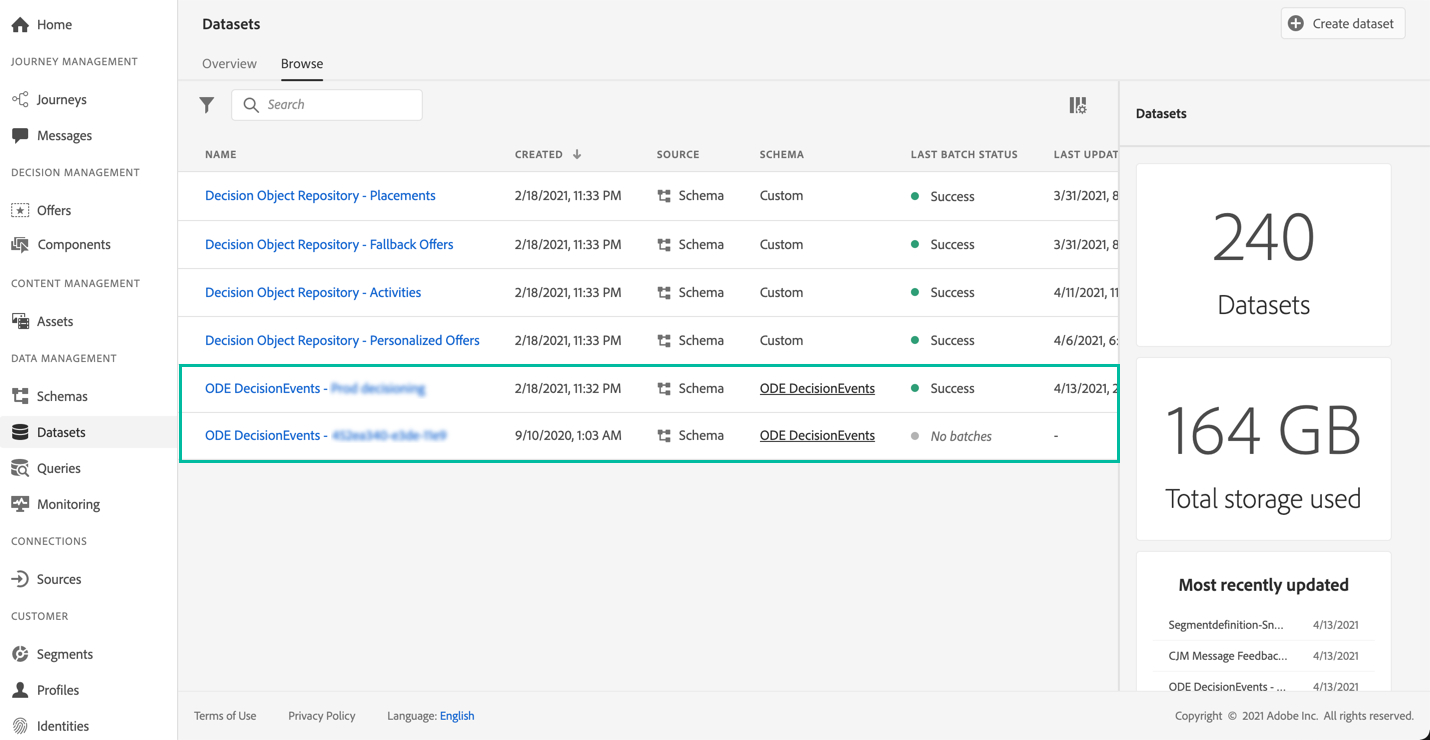 Home
JOURNEY MANAGEMENT
Journeys
Messages
DECISION MANAGEMENT
Offers
Components
CONTENT MANAGEMENT
Assets
DATA MANAGEMENT
Schemas
Datasets
Queries
Monitoring
CONNECTIONS
Sources
CUSTOMER
Segments
Profiles
Identities
Datasets
Create dataset
Overview Browse
Search
NAME CREATED SOURCE SCHEMA LAST BATCH STATUS LAST UPDAT
Decision Object Repository - Placements 2/18/2021, 11:33 PM Schema Custom Success 3/31/2021, 8
Decision Object Repository - Fallback Offers 2/18/2021, 11:33 PM Schema Custom Success 3/31/2021, 8
Decision Object Repository - Activities 2/18/2021, 11:33 PM Schema Custom Success 4/11/2021, 11
Decision Object Repository - Personalized Offers 2/18/2021, 11:33 PM Schema Custom Success 4/6/2021, 6:
ODE DecisionEvents - 2/18/2021, 11:32 PM Schema ODE DecisionEvents Success 4/13/2021, 2
ODE DecisionEvents - 9/10/2020, 1:03 AM Schema ODE DecisionEvents No batches -
Datasets
240
Datasets
164 GB
Total storage used
Most recently updated
Segmentdefinition-Sn... 4/13/2021
CJM Message Feedbac... 4/13/2021
ODE DecisionEvents - ... 4/13/2021
Terms of Use Privacy Policy Language: English
Copyright © 2021 Adobe Inc. All rights reserved.